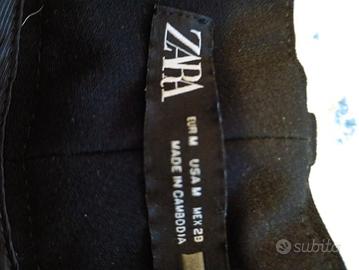 ZARA
EUR M USA M MEX 28
MADE IN CAMBODIA
subito